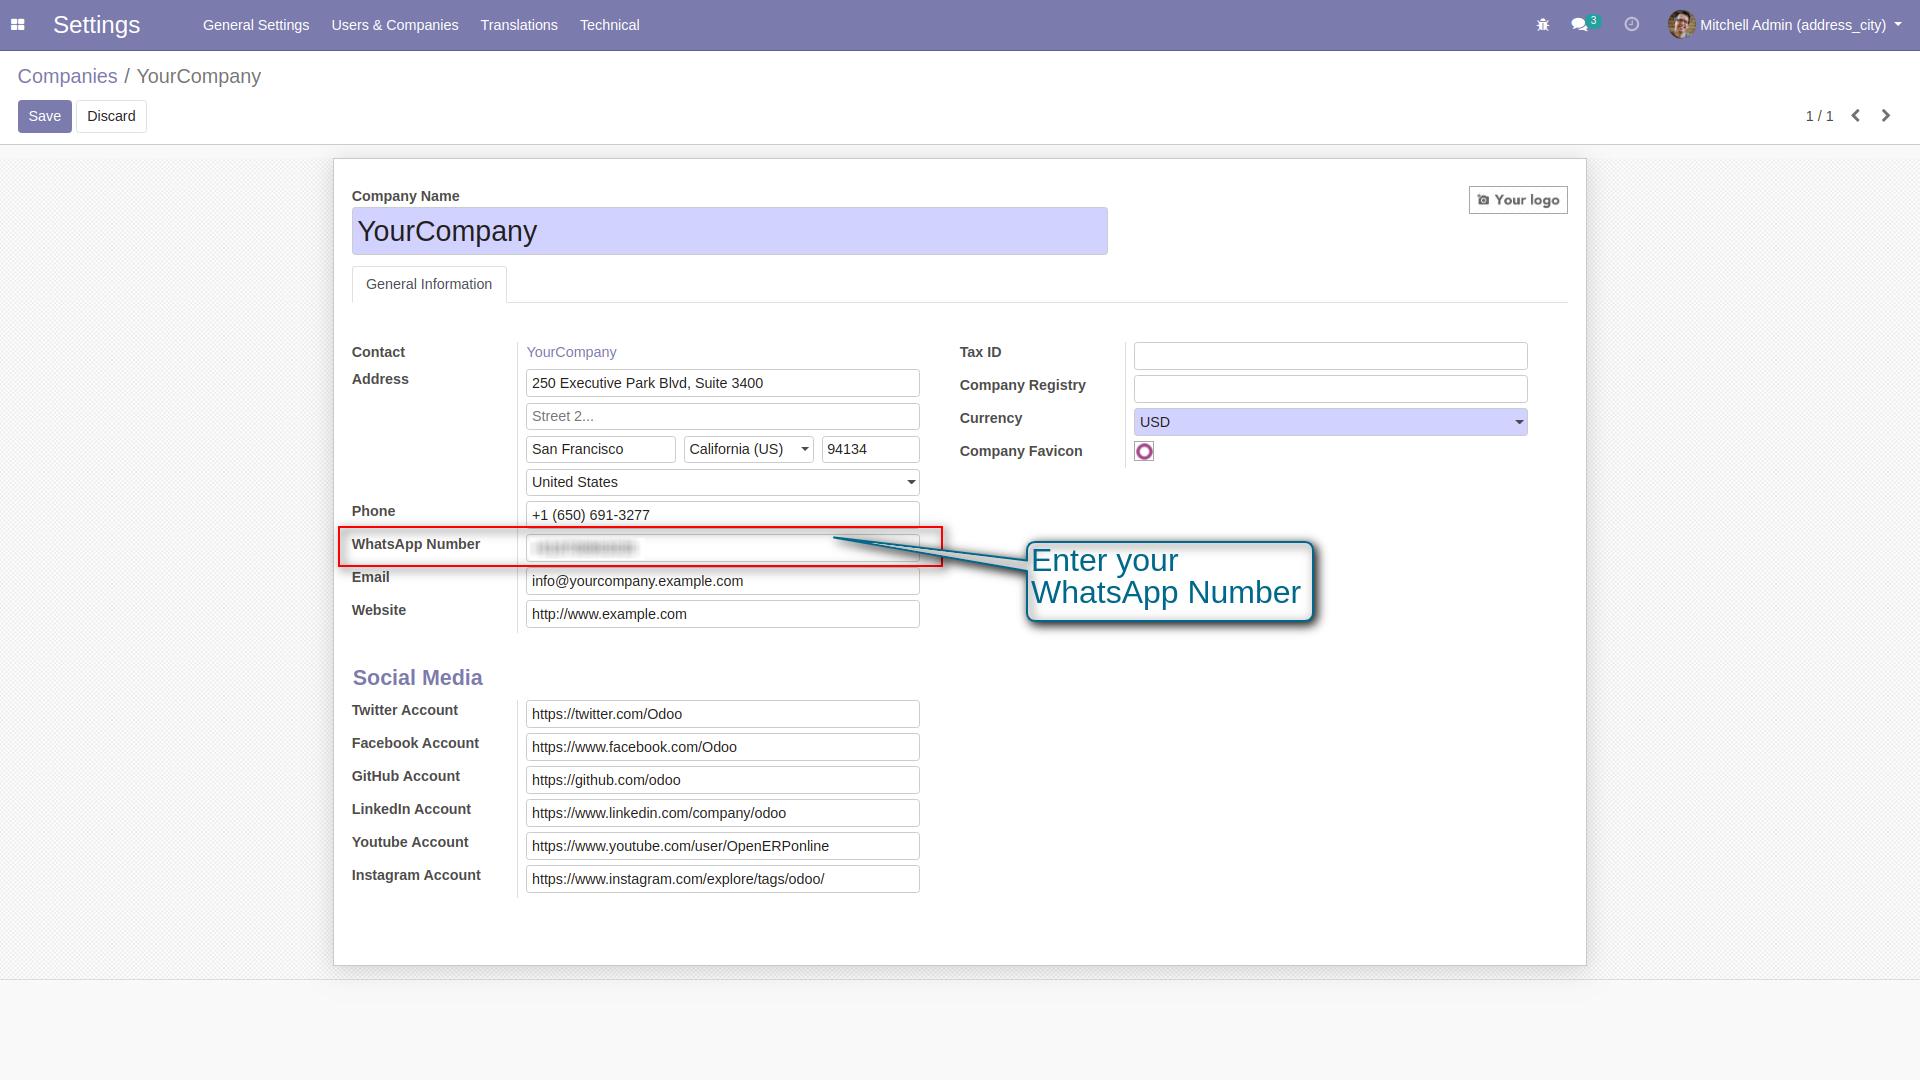 Settings General Settings Users & Companies Translations Technical 3 Mitchell Admin (address_city)
Companies / YourCompany
Save Discard 1 / 1
Company Name
Your logo
YourCompany
General Information
Contact YourCompany
Address 250 Executive Park Blvd, Suite 3400
Street 2...
San Francisco California (US) 94134
United States
Phone +1 (650) 691-3277
WhatsApp Number
Email info@yourcompany.example.com
Website http://www.example.com
Tax ID
Company Registry
Currency USD
Company Favicon
Enter your
WhatsApp Number
Social Media
Twitter Account https://twitter.com/Odoo
Facebook Account https://www.facebook.com/Odoo
GitHub Account https://github.com/odoo
LinkedIn Account https://www.linkedin.com/company/odoo
Youtube Account https://www.youtube.com/user/OpenERPonline
Instagram Account https://www.instagram.com/explore/tags/odoo/